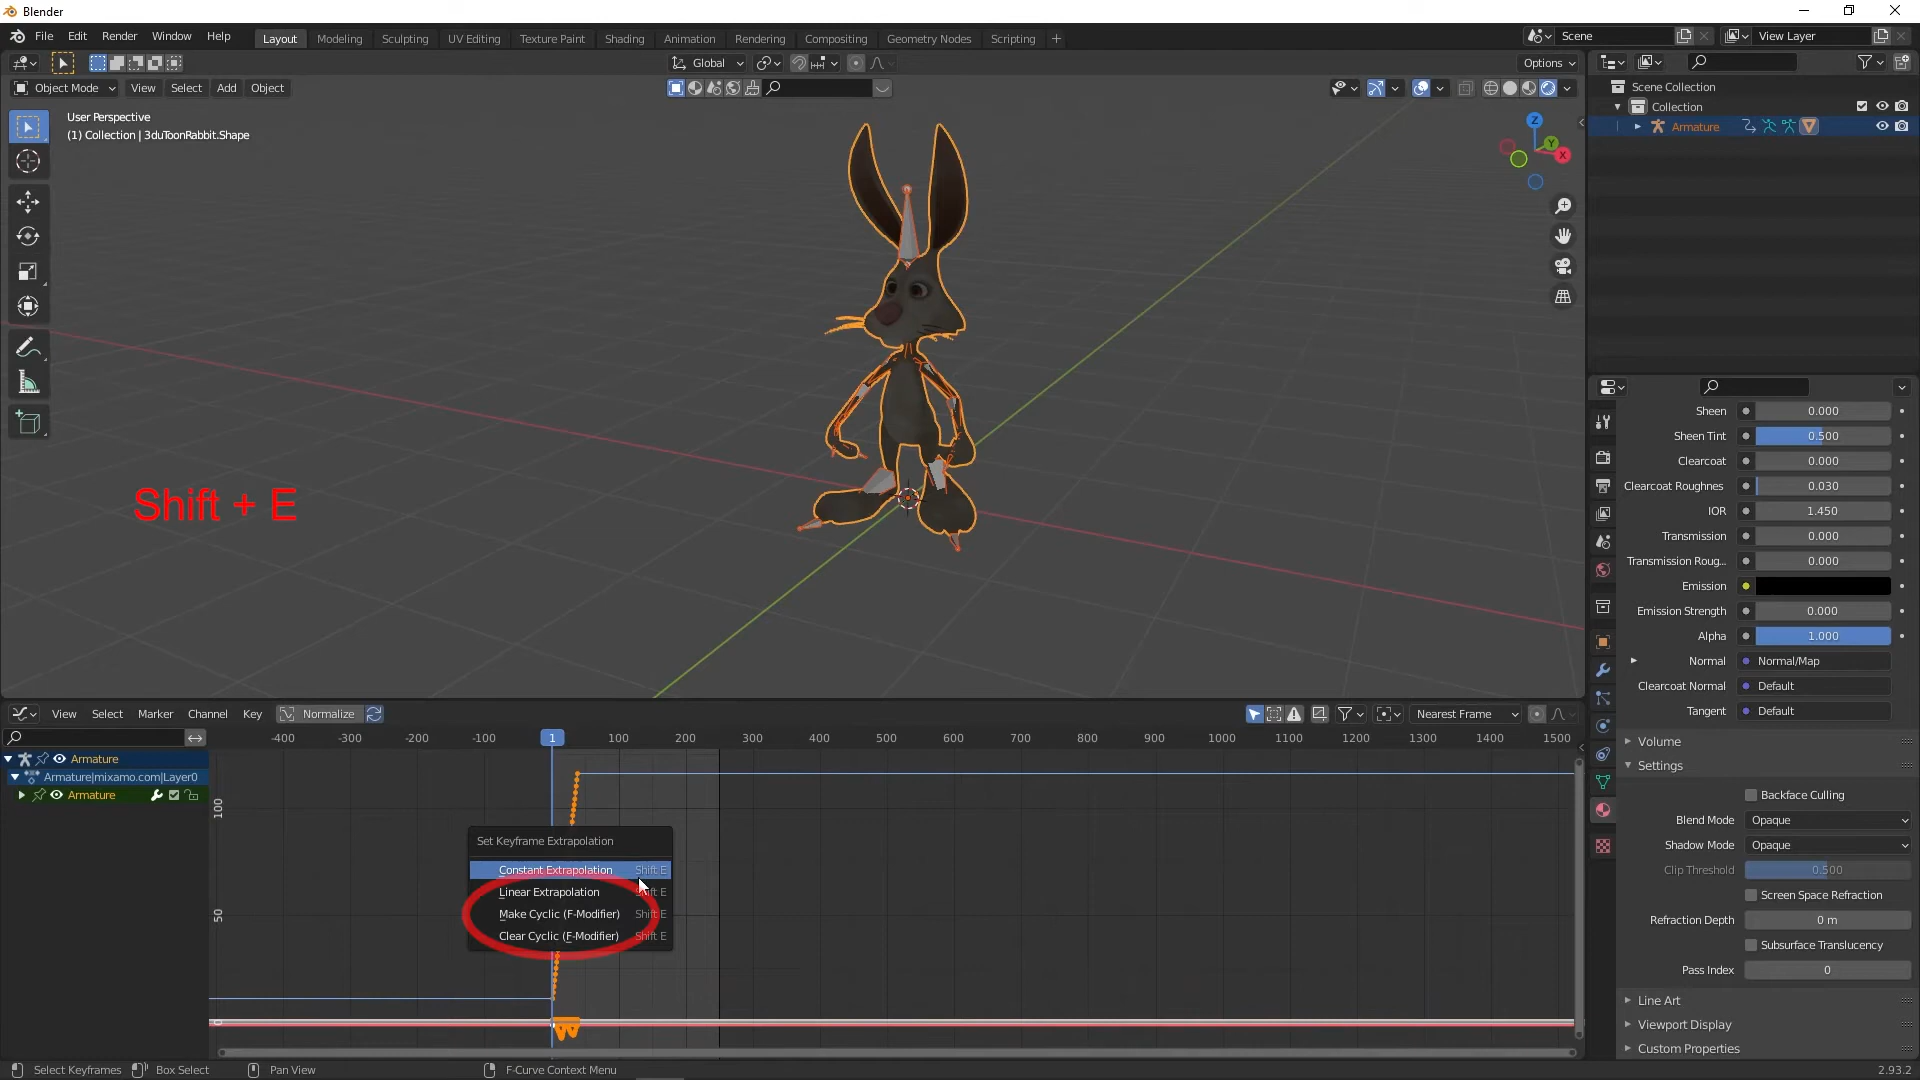 Blender
File Edit Render Window Help Layout Modeling Sculpting UV Editing Texture Paint Shading Animation Rendering Compositing Geometry Nodes Scripting + Scene View Layer
Global Options
Object Mode View Select Add Object
User Perspective
(1) Collection | 3duToonRabbit.Shape
Z
Y
X
Scene Collection
Collection
Armature
Sheen 0.000
Sheen Tint 0.500
Clearcoat 0.000
Clearcoat Roughnes 0.030
IOR 1.450
Transmission 0.000
Transmission Roug... 0.000
Emission
Emission Strength 0.000
Alpha 1.000
Normal Normal/Map
Clearcoat Normal Default
Tangent Default
Volume
Settings
Backface Culling
Blend Mode Opaque
Shadow Mode Opaque
Clip Threshold 0.500
Screen Space Refraction
Refraction Depth 0 m
Subsurface Translucency
Pass Index 0
Line Art
Viewport Display
Custom Properties
Shift + E
View Select Marker Channel Key Normalize Nearest Frame
-400 -300 -200 -100 1 100 200 300 400 500 600 700 800 900 1000 1100 1200 1300 1400 1500
Armature
Armature|mixamo.com|Layer0
Armature
100
50
0
Set Keyframe Extrapolation
Constant Extrapolation Shift E
Linear Extrapolation Shift E
Make Cyclic (F-Modifier) Shift E
Clear Cyclic (F-Modifier) Shift E
Select Keyframes Box Select Pan View F-Curve Context Menu 2.93.2